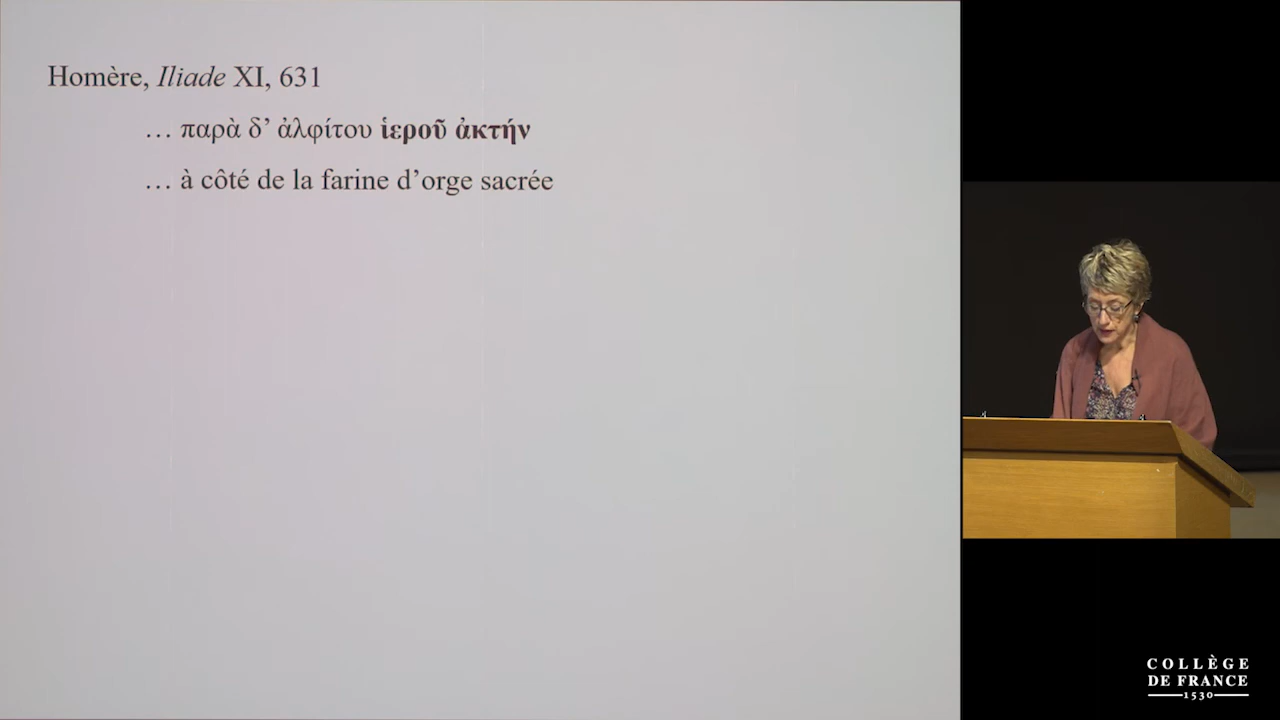 Homère, Iliade XI, 631
… παρὰ δ’ ἀλφίτου ἱεροῦ ἀκτήν
… à côté de la farine d’orge sacrée
COLLÈGE
DE FRANCE
1530